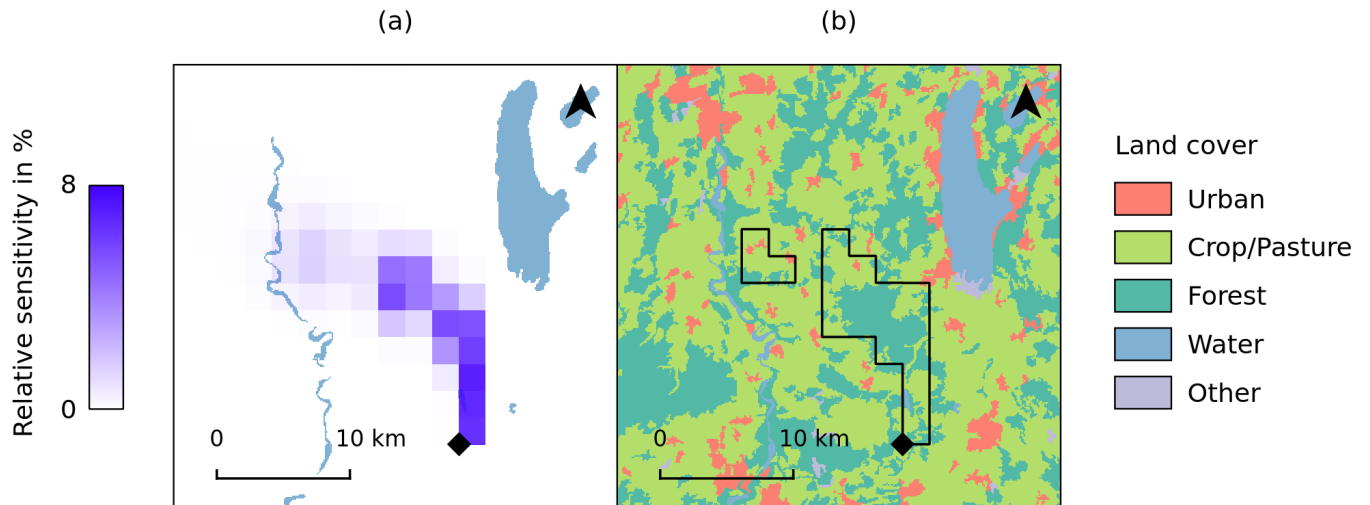 (a)
(b)
Relative sensitivity in %
8
4
0
0 10 km
0 10 km
Land cover
Urban
Crop/Pasture
Forest
Water
Other